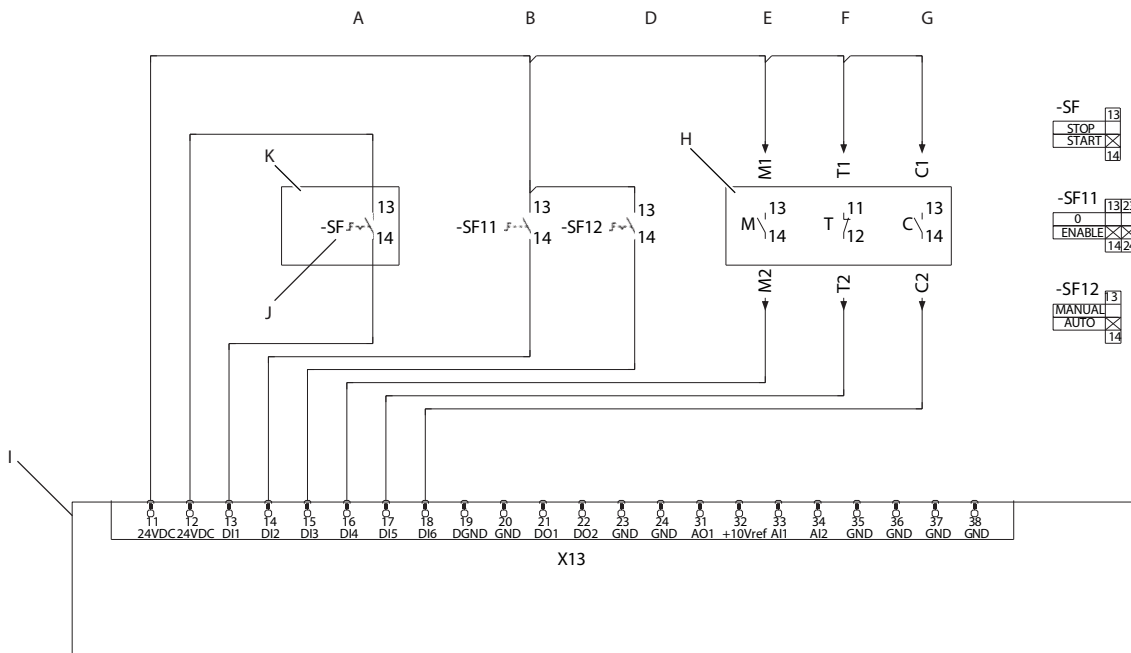 A B D E F G
-SF
13
STOP
START
14
K
H
M1 T1 C1
-SF11
13 23
0
ENABLE
14 24
-SF 13 14
-SF11 13 14
-SF12 13 14
M 13 14
T 11 12
C 13 14
J
M2 T2 C2
-SF12
13
MANUAL
AUTO
14
I
11 12 13 14 15 16 17 18 19 20 21 22 23 24 31 32 33 34 35 36 37 38
24VDC 24VDC DI1 DI2 DI3 DI4 DI5 DI6 DGND GND DO1 DO2 GND GND AO1 +10Vref AI1 AI2 GND GND GND GND
X13